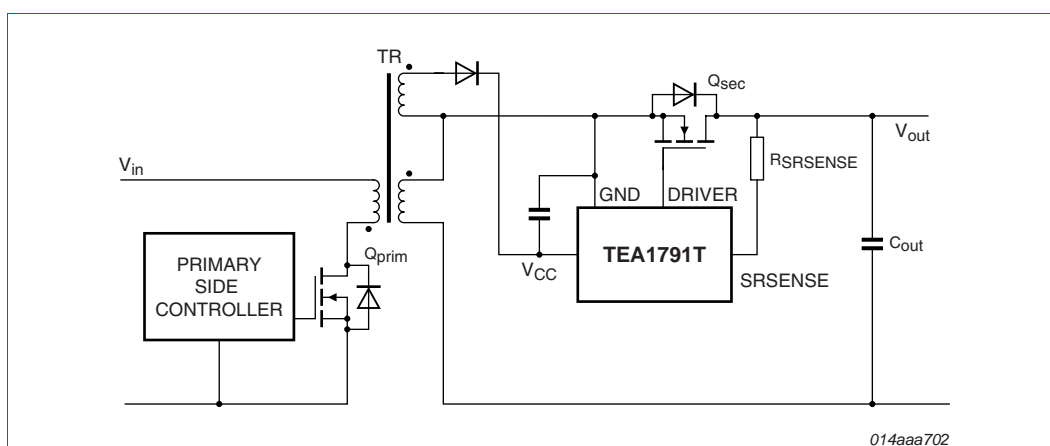 TR
Qsec
Vout
Vin
RSRSENSE
GND
DRIVER
TEA1791T
Cout
Qprim
PRIMARY
SIDE
CONTROLLER
VCC
SRSENSE
014aaa702